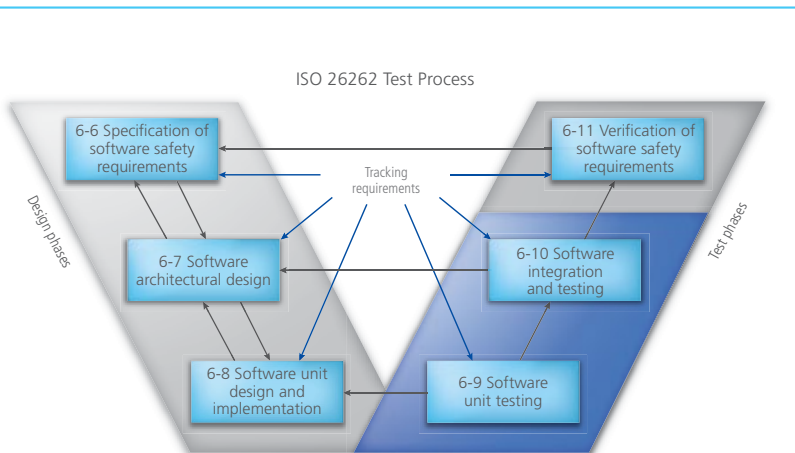 ISO 26262 Test Process
6-6 Specification of
software safety
requirements
6-11 Verification of
software safety
requirements
Tracking
requirements
Design phases
Test phases
6-7 Software
architectural design
6-10 Software
integration
and testing
6-8 Software unit
design and
implementation
6-9 Software
unit testing